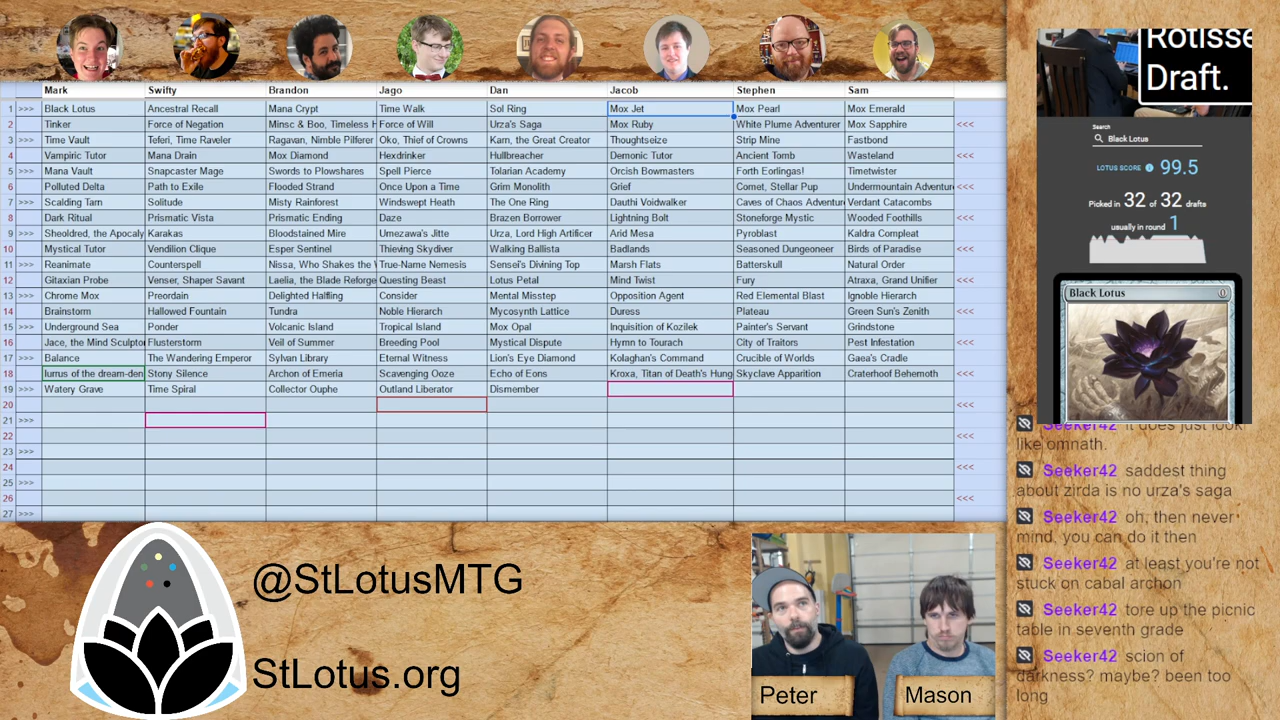 Mark Swifty Brandon Jago Dan Jacob Stephen Sam
1 >>> Black Lotus Ancestral Recall Mana Crypt Time Walk Sol Ring Mox Jet Mox Pearl Mox Emerald
2 Tinker Force of Negation Minsc & Boo, Timeless H Force of Will Urza's Saga Mox Ruby White Plume Adventurer Mox Sapphire <<<
3 >>> Time Vault Teferi, Time Raveler Ragavan, Nimble Pilferer Oko, Thief of Crowns Karn, the Great Creator Thoughtseize Strip Mine Fastbond
4 Vampiric Tutor Mana Drain Mox Diamond Hexdrinker Hullbreacher Demonic Tutor Ancient Tomb Wasteland <<<
5 >>> Mana Vault Snapcaster Mage Swords to Plowshares Spell Pierce Tolarian Academy Orcish Bowmasters Forth Eorlingas! Timetwister
6 Polluted Delta Path to Exile Flooded Strand Once Upon a Time Grim Monolith Grief Comet, Stellar Pup Undermountain Adventure <<<
7 >>> Scalding Tarn Solitude Misty Rainforest Windswept Heath The One Ring Dauthi Voidwalker Caves of Chaos Adventur Verdant Catacombs
8 Dark Ritual Prismatic Vista Prismatic Ending Daze Brazen Borrower Lightning Bolt Stoneforge Mystic Wooded Foothills <<<
9 >>> Sheoldred, the Apocaly Karakas Bloodstained Mire Umezawa's Jitte Urza, Lord High Artificer Arid Mesa Pyroblast Kaldra Compleat
10 Mystical Tutor Vendilion Clique Esper Sentinel Thieving Skydiver Walking Ballista Badlands Seasoned Dungeoneer Birds of Paradise <<<
11 >>> Reanimate Counterspell Nissa, Who Shakes the \ True-Name Nemesis Sensei's Divining Top Marsh Flats Batterskull Natural Order
12 Gitaxian Probe Venser, Shaper Savant Laelia, the Blade Reforge Questing Beast Lotus Petal Mind Twist Fury Atraxa, Grand Unifier <<<
13 >>> Chrome Mox Preordain Delighted Halfling Consider Mental Misstep Opposition Agent Red Elemental Blast Ignoble Hierarch
14 Brainstorm Hallowed Fountain Tundra Noble Hierarch Mycosynth Lattice Duress Plateau Green Sun's Zenith <<<
15 >>> Underground Sea Ponder Volcanic Island Tropical Island Mox Opal Inquisition of Kozilek Painter's Servant Grindstone
16 Jace, the Mind Sculpto Flusterstorm Veil of Summer Breeding Pool Mystical Dispute Hymn to Tourach City of Traitors Pest Infestation <<<
17 >>> Balance The Wandering Emperor Sylvan Library Eternal Witness Lion's Eye Diamond Kolaghan's Command Crucible of Worlds Gaea's Cradle
18 lurrus of the dream-den Stony Silence Archon of Emeria Scavenging Ooze Echo of Eons Kroxa, Titan of Death's Hung Skyclave Apparition Craterhoof Behemoth <<<
19 >>> Watery Grave Time Spiral Collector Ouphe Outland Liberator Dismember
20 <<<
21 >>>
22 <<<
23 >>>
24 <<<
25 >>>
26 <<<
27 >>>
@StLotusMTG
StLotus.org
Peter Mason
Rotisse
Draft.
Search
Black Lotus
LOTUS SCORE 99.5
Picked in 32 of 32 drafts
usually in round 1
Black Lotus 0
Seeker42 it does just look
like omnath.
Seeker42 saddest thing
about zirda is no urza's saga
Seeker42 oh, then never
mind, you can do it then
Seeker42 at least you're not
stuck on cabal archon
Seeker42 tore up the picnic
table in seventh grade
Seeker42 scion of
darkness? maybe? been too
long